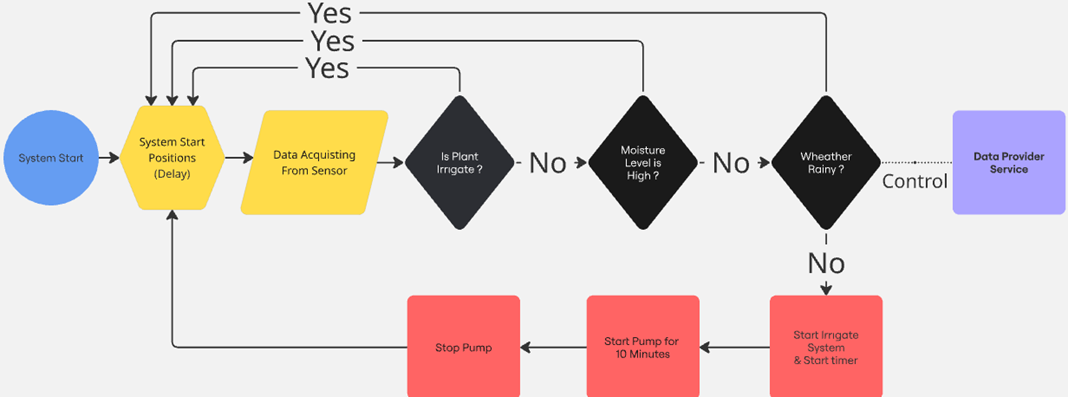 Yes
Yes
Yes
System Start
System Start
Positions
(Delay)
Data Acquisting
From Sensor
Is Plant
Irrigate ?
No
Moisture
Level is
High ?
No
Wheather
Rainy ?
Control
Data Provider
Service
No
Stop Pump
Start Pump for
10 Minutes
Start Irrigate
System
& Start timer